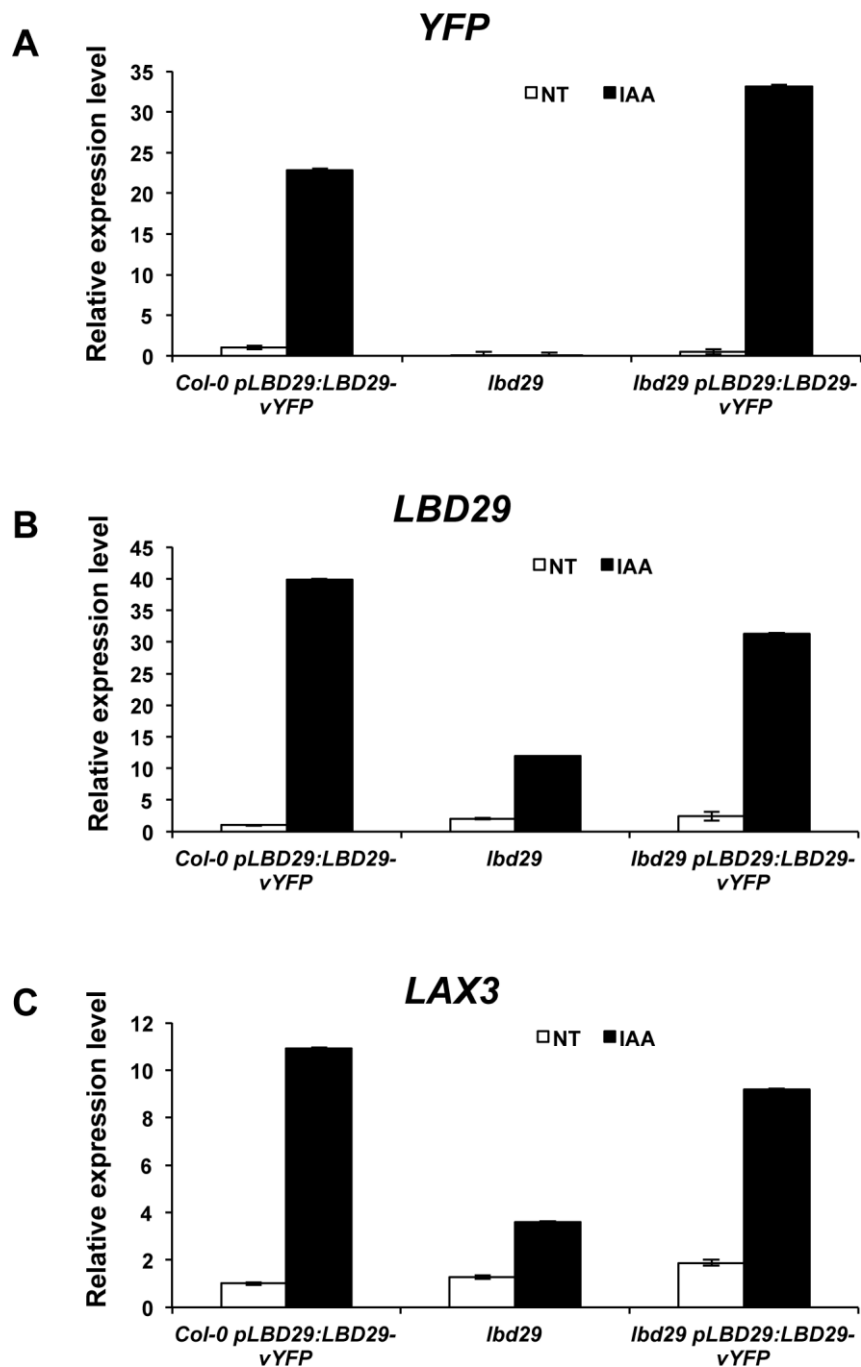 A
YFP
Relative expression level
35
30
25
20
15
10
5
0
NT IAA
Col-0 pLBD29:LBD29-
vYFP
lbd29
lbd29 pLBD29:LBD29-
vYFP
B
LBD29
Relative expression level
45
40
35
30
25
20
15
10
5
0
NT IAA
Col-0 pLBD29:LBD29-
vYFP
lbd29
lbd29 pLBD29:LBD29-
vYFP
C
LAX3
Relative expression level
12
10
8
6
4
2
0
NT IAA
Col-0 pLBD29:LBD29-
vYFP
lbd29
lbd29 pLBD29:LBD29-
vYFP